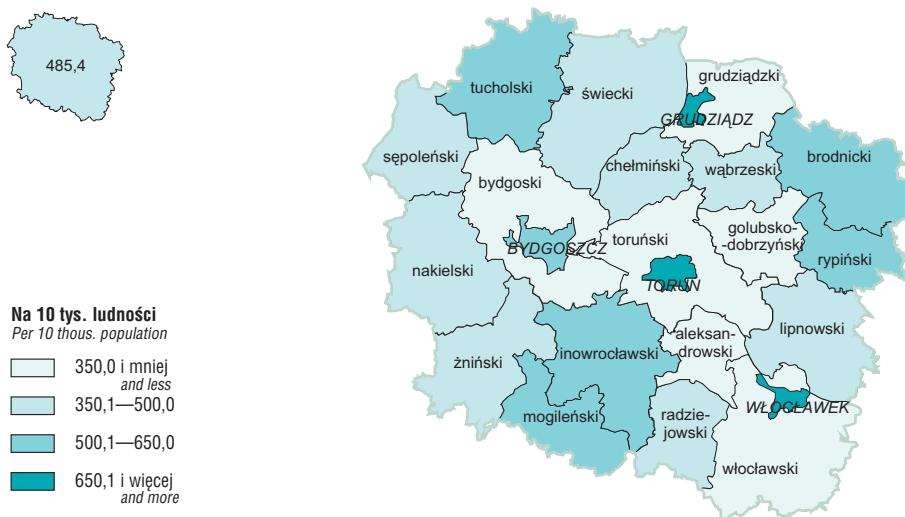 485,4
Na 10 tys. ludności
Per 10 thous. population
350,0 i mniej
and less
350,1—500,0
500,1—650,0
650,1 i więcej
and more
tucholski
świecki
grudziądzki
GRUDZIĄDZ
sępoleński
bydgoski
chełmiński
wąbrzeski
brodnicki
BYDGOSZCZ
toruński
golubsko-
-dobrzyński
rypiński
nakielski
TORUŃ
żniński
inowrocławski
aleksan-
drowski
lipnowski
mogileński
radzie-
jowski
WŁOCŁAWEK
włocławski